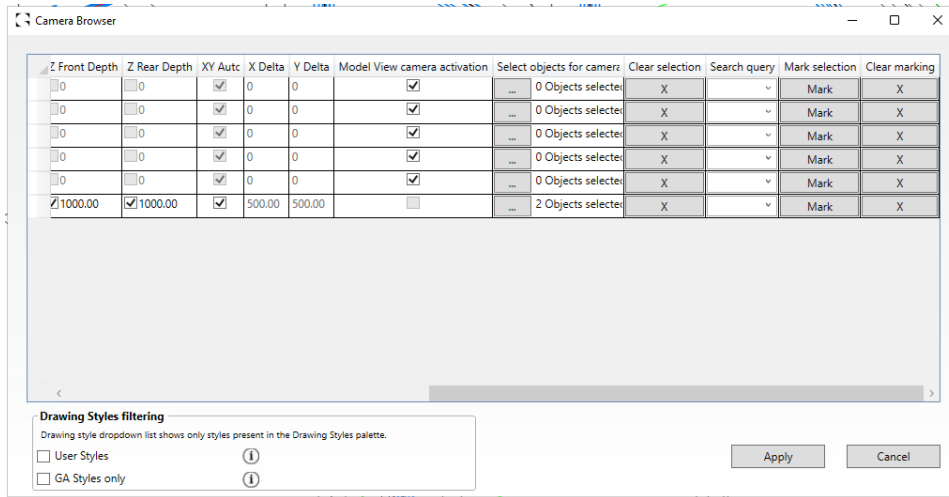 Camera Browser
Z Front Depth Z Rear Depth XY Autc X Delta Y Delta Model View camera activation Select objects for camera Clear selection Search query Mark selection Clear marking
0 0 0 0 ... 0 Objects selected X Mark X
0 0 0 0 ... 0 Objects selected X Mark X
0 0 0 0 ... 0 Objects selected X Mark X
0 0 0 0 ... 0 Objects selected X Mark X
0 0 0 0 ... 0 Objects selected X Mark X
1000.00 1000.00 500.00 500.00 ... 2 Objects selected X Mark X
Drawing Styles filtering
Drawing style dropdown list shows only styles present in the Drawing Styles palette.
User Styles
GA Styles only
Apply Cancel